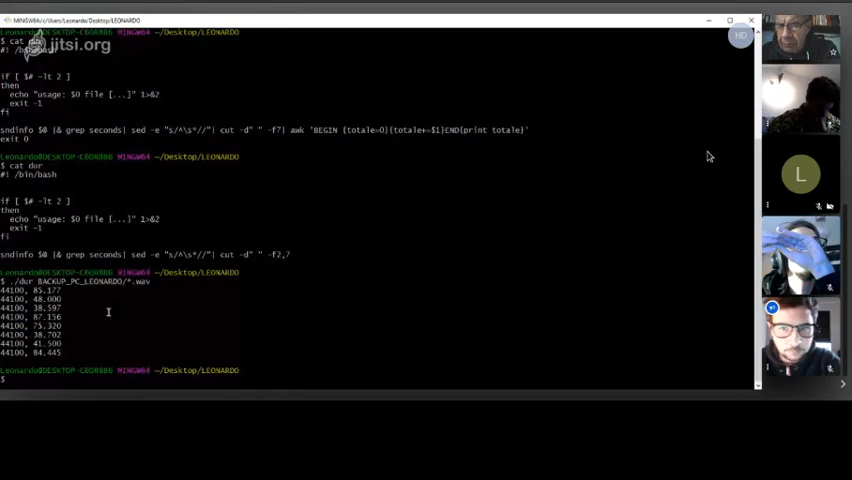 MINGW64:/c/Users/Leonardo/Desktop/LEONARDO
Leonardo@DESKTOP-C6OR8B6 MINGW64 ~/Desktop/LEONARDO
$ cat
#! /bin/bash
jitsi.org
HD
if [ $# -lt 2 ]
then
echo "usage: $0 file [...]" 1>&2
exit -1
fi
sndinfo $@ |& grep seconds| sed -e "s/^\s*//"| cut -d" " -f7| awk 'BEGIN {totale=0}{totale+=$1}END{print totale}'
exit 0
Leonardo@DESKTOP-C6OR8B6 MINGW64 ~/Desktop/LEONARDO
$ cat dur
#! /bin/bash
if [ $# -lt 2 ]
then
echo "usage: $0 file [...]" 1>&2
exit -1
fi
sndinfo $@ |& grep seconds| sed -e "s/^\s*//"| cut -d" " -f2,7
Leonardo@DESKTOP-C6OR8B6 MINGW64 ~/Desktop/LEONARDO
$ ./dur BACKUP_PC_LEONARDO/*.wav
44100, 85.177
44100, 48.000
44100, 38.597
44100, 87.156
44100, 75.320
44100, 38.702
44100, 41.500
44100, 84.445
Leonardo@DESKTOP-C6OR8B6 MINGW64 ~/Desktop/LEONARDO
$
L